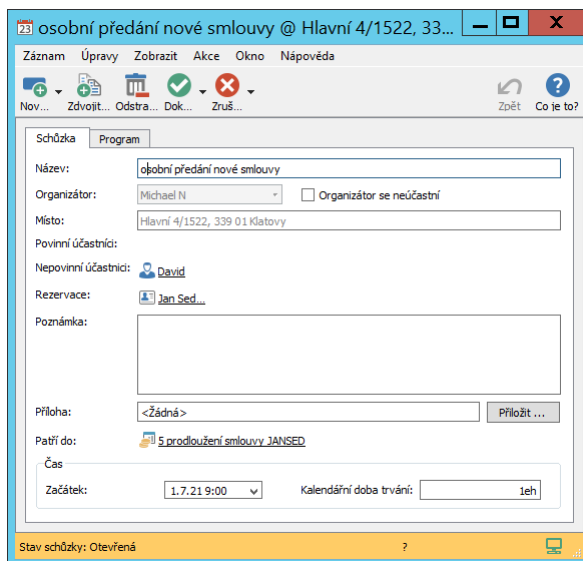 23 osobní předání nové smlouvy @ Hlavní 4/1522, 33...
Záznam Úpravy Zobrazit Akce Okno Nápověda
Nov... Zdvojit... Odstra... Dok... Zruš... Zpět Co je to?
Schůzka Program
Název: osobní předání nové smlouvy
Organizátor: Michael N Organizátor se neúčastní
Místo: Hlavní 4/1522, 339 01 Klatovy
Povinní účastníci:
Nepovinní účastnici: David
Rezervace: Jan Sed...
Poznámka:
Příloha: <Žádná> Přiložit ...
Patří do: 5 prodloužení smlouvy JANSED
Čas
Začátek: 1.7.21 9:00 Kalendářní doba trvání: 1eh
Stav schůzky: Otevřená ?